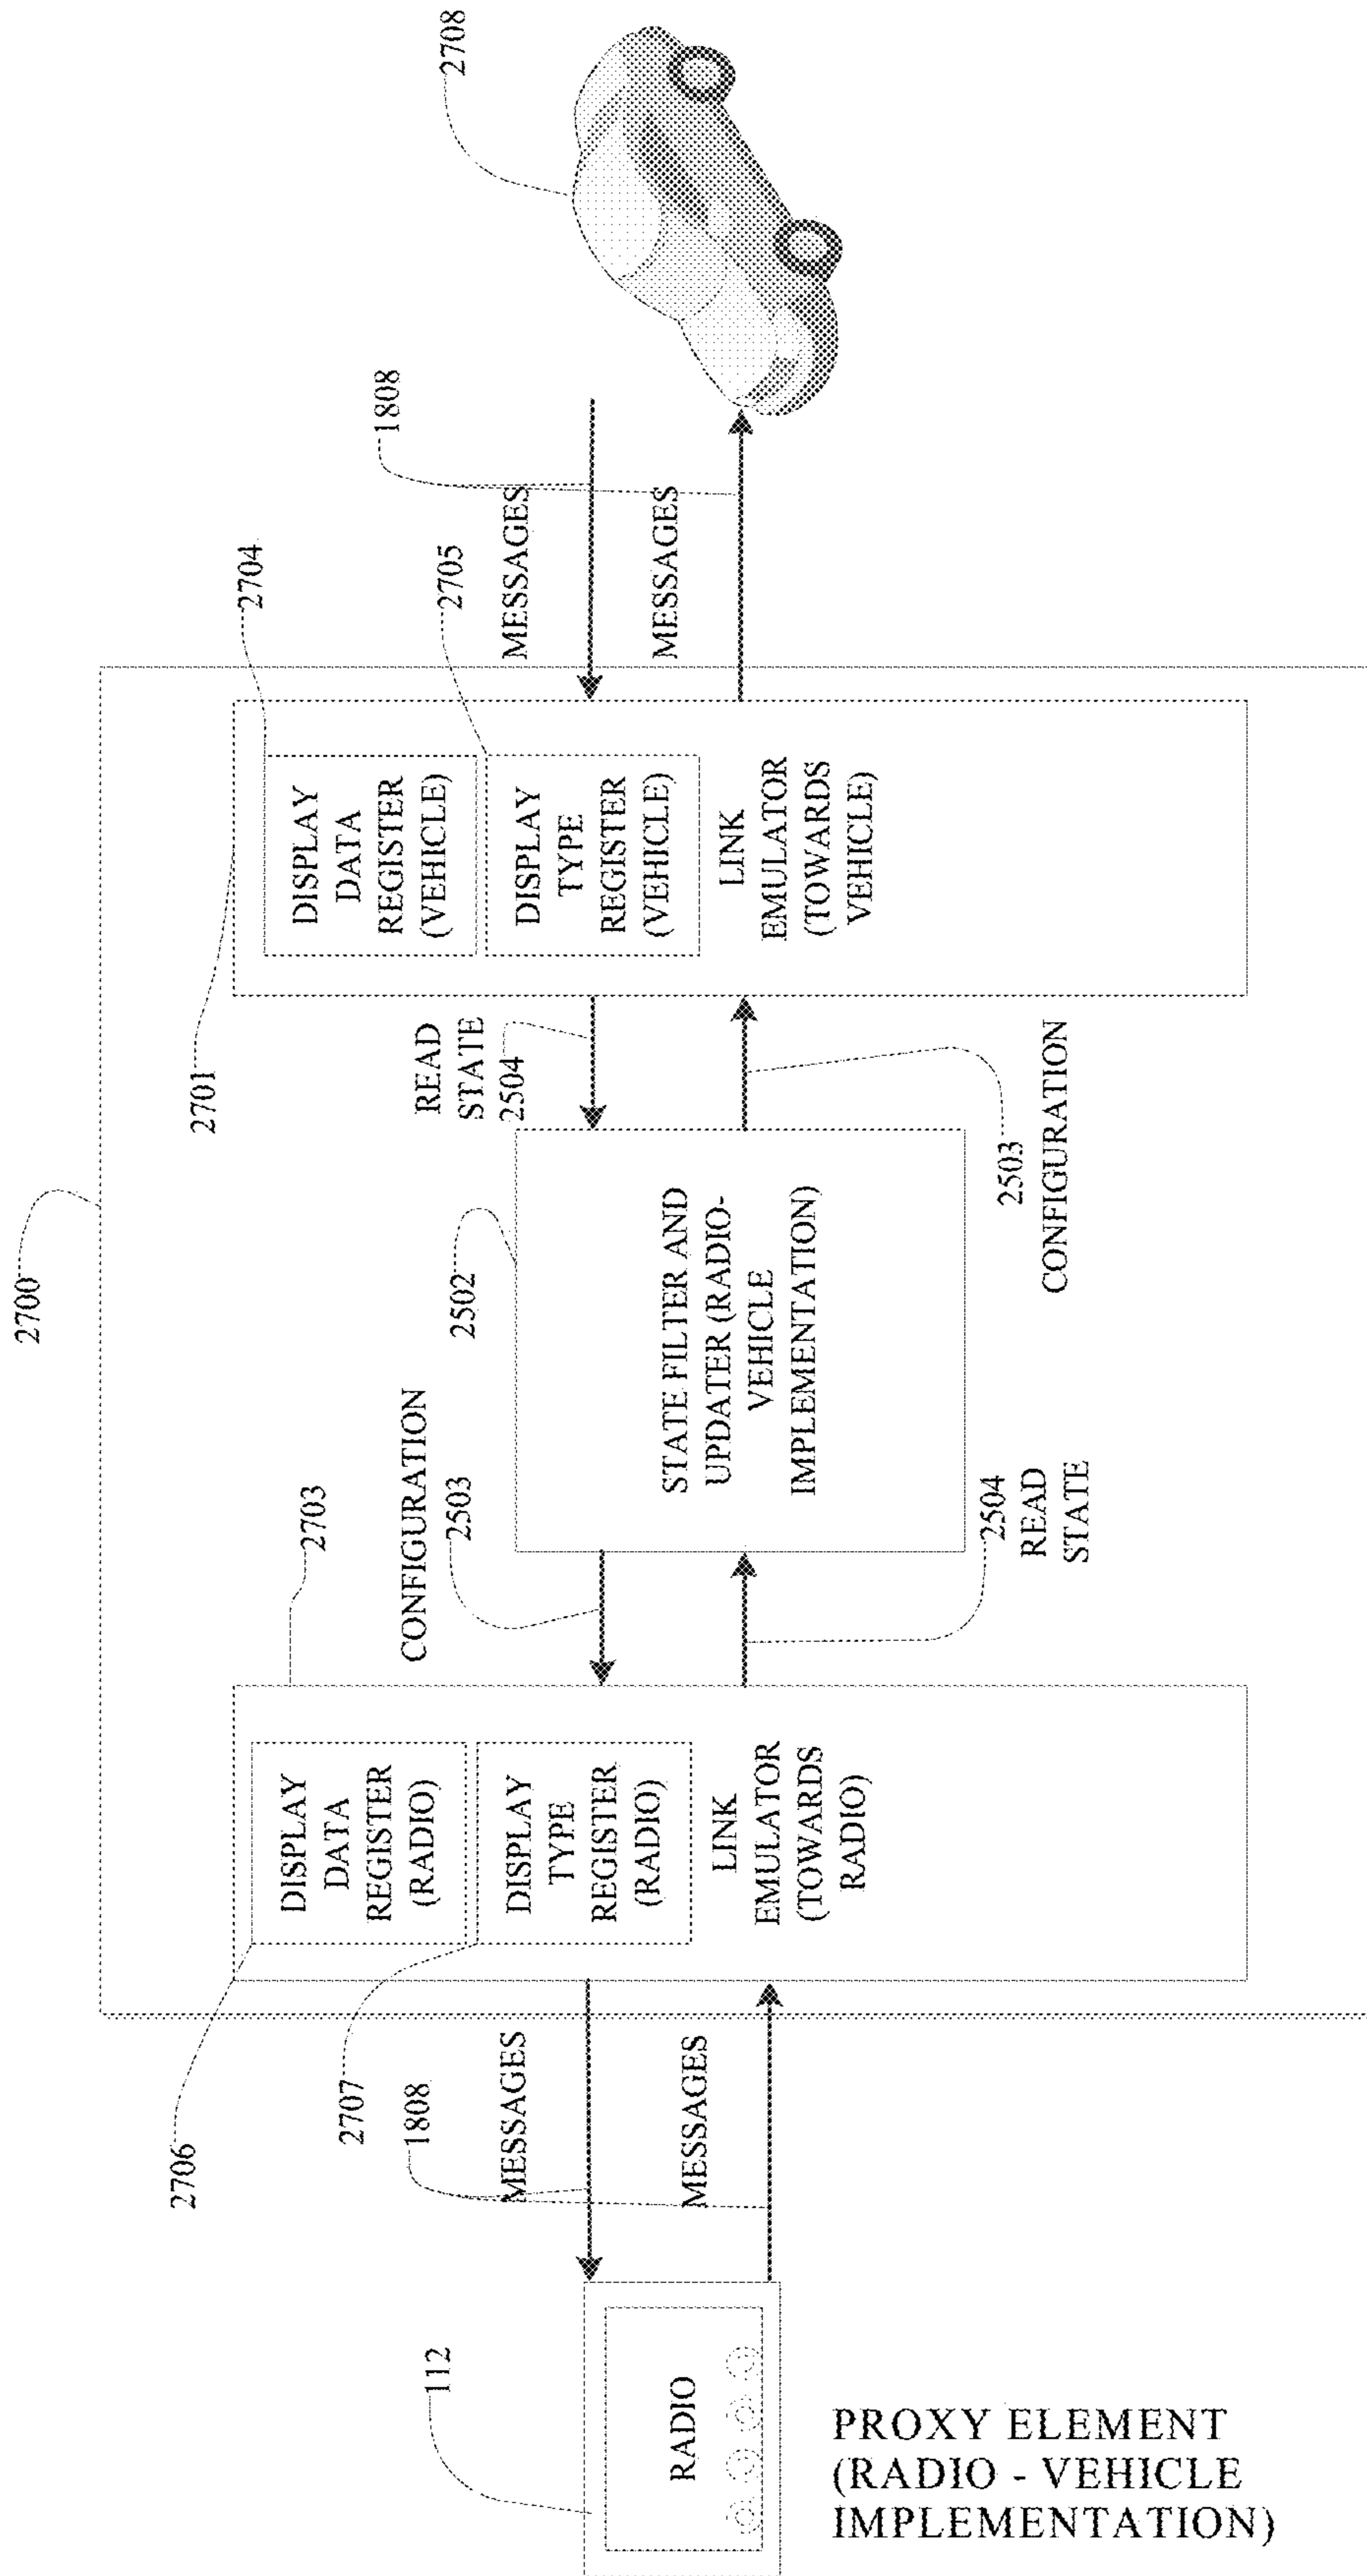 2700
2701
2704
DISPLAY
DATA
REGISTER
(VEHICLE)
2705
DISPLAY
TYPE
REGISTER
(VEHICLE)
LINK
EMULATOR
(TOWARDS
VEHICLE)
MESSAGES
MESSAGES
1808
2708
READ
STATE
2504
2503
CONFIGURATION
2502
STATE FILTER AND
UPDATER (RADIO-
VEHICLE
IMPLEMENTATION)
CONFIGURATION
2503
2504
READ
STATE
2703
DISPLAY
DATA
REGISTER
(RADIO)
DISPLAY
TYPE
REGISTER
(RADIO)
LINK
EMULATOR
(TOWARDS
RADIO)
2706
2707
1808
MESSAGES
MESSAGES
112
RADIO
PROXY ELEMENT
(RADIO - VEHICLE
IMPLEMENTATION)